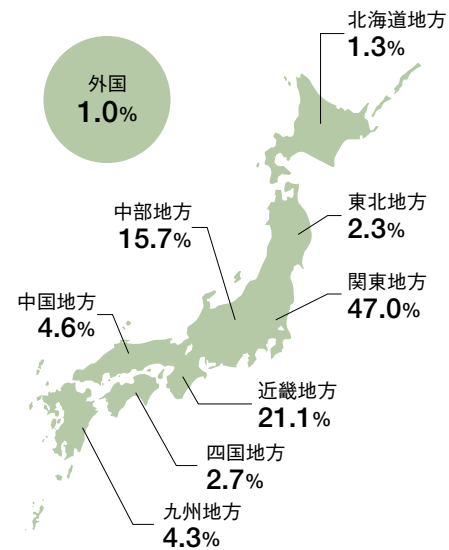 北海道地方
1.3%
外国
1.0%
東北地方
2.3%
中部地方
15.7%
関東地方
47.0%
中国地方
4.6%
近畿地方
21.1%
四国地方
2.7%
九州地方
4.3%